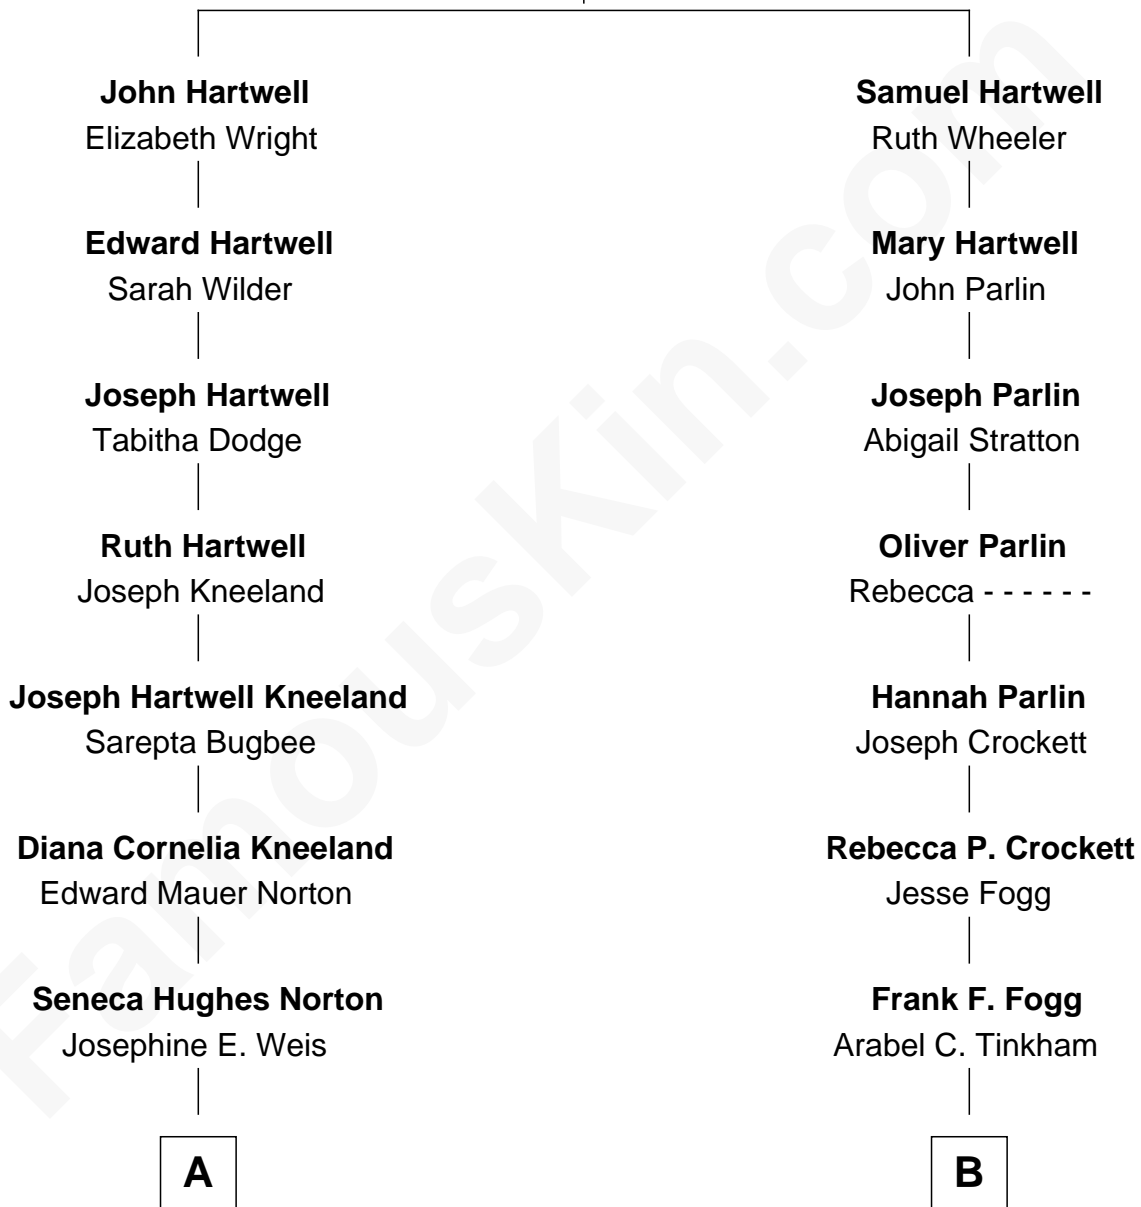 John Hartwell
Elizabeth Wright
Edward Hartwell
Sarah Wilder
Joseph Hartwell
Tabitha Dodge
Ruth Hartwell
Joseph Kneeland
Joseph Hartwell Kneeland
Sarepta Bugbee
Diana Cornelia Kneeland
Edward Mauer Norton
Seneca Hughes Norton
Josephine E. Weis
A
Samuel Hartwell
Ruth Wheeler
Mary Hartwell
John Parlin
Joseph Parlin
Abigail Stratton
Oliver Parlin
Rebecca - - - - - -
Hannah Parlin
Joseph Crockett
Rebecca P. Crockett
Jesse Fogg
Frank F. Fogg
Arabel C. Tinkham
B
FamousKin.com